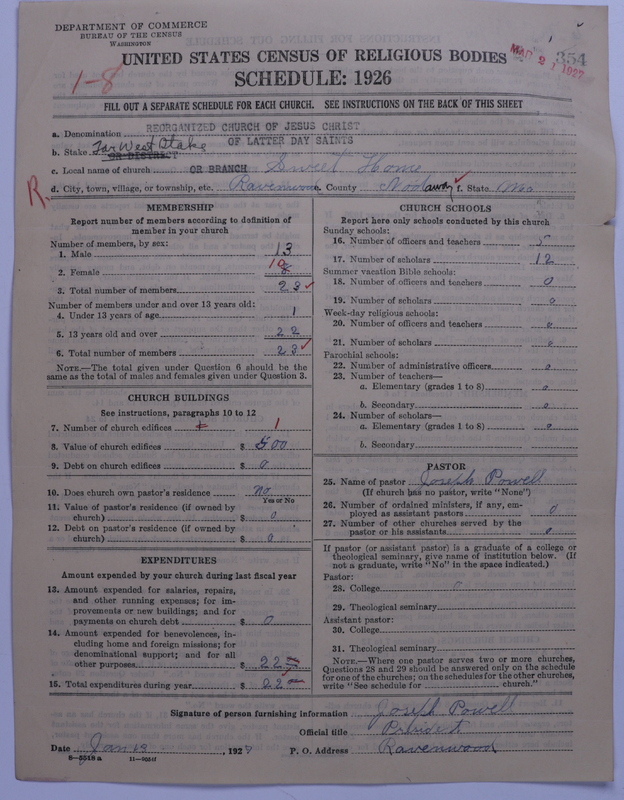 DEPARTMENT OF COMMERCE
BUREAU OF THE CENSUS
WASHINGTON
1-8
MAR 21 1927
354
UNITED STATES CENSUS OF RELIGIOUS BODIES
SCHEDULE: 1926
FILL OUT A SEPARATE SCHEDULE FOR EACH CHURCH. SEE INSTRUCTIONS ON THE BACK OF THIS SHEET
a. Denomination REORGANIZED CHURCH OF JESUS CHRIST
OF LATTER DAY SAINTS
b. Stake Far West Stake
OR DISTRICT
c. Local name of church OR BRANCH Sweet Home
R. d. City, town, village, or township, etc. Ravenwood e. County Nodaway f. State Mo
MEMBERSHIP
Report number of members according to definition of
member in your church
Number of members, by sex:
1. Male 13
2. Female 10 8
3. Total number of members 23
Number of members under and over 13 years old:
4. Under 13 years of age 1
5. 13 years old and over 22
6. Total number of members 23
NOTE.—The total given under Question 6 should be the
same as the total of males and females given under Question 3.
CHURCH BUILDINGS
See instructions, paragraphs 10 to 12
7. Number of church edifices 1
8. Value of church edifices $ 500
9. Debt on church edifices $ 0
10. Does church own pastor's residence no
Yes or No
11. Value of pastor's residence (if owned by
church) $ 0
12. Debt on pastor's residence (if owned by
church) $ 0
EXPENDITURES
Amount expended by your church during last fiscal year
13. Amount expended for salaries, repairs,
and other running expenses; for im-
provements or new buildings; and for
payments on church debt $ 0
14. Amount expended for benevolences, in-
cluding home and foreign missions; for
denominational support; and for all
other purposes $ 22
15. Total expenditures during year $ 22
CHURCH SCHOOLS
Report here only schools conducted by this church
Sunday schools:
16. Number of officers and teachers 5
17. Number of scholars 12
Summer vacation Bible schools:
18. Number of officers and teachers 0
19. Number of scholars 0
Week-day religious schools:
20. Number of officers and teachers 0
21. Number of scholars 0
Parochial schools:
22. Number of administrative officers 0
23. Number of teachers—
a. Elementary (grades 1 to 8) 0
b. Secondary 0
24. Number of scholars—
a. Elementary (grades 1 to 8) 0
b. Secondary
PASTOR
25. Name of pastor Joseph Powell
(If church has no pastor, write "None")
26. Number of ordained ministers, if any, em-
ployed as assistant pastors 0
27. Number of other churches served by the
pastor or his assistants 0
If pastor (or assistant pastor) is a graduate of a college or
theological seminary, give name of institution below. (If
not a graduate, write "No" in the space indicated.)
Pastor:
28. College
29. Theological seminary
Assistant pastor:
30. College
31. Theological seminary
NOTE.—Where one pastor serves two or more churches,
Questions 28 and 29 should be answered only on the schedule
for one of the churches; on the schedules for the other churches,
write "See schedule for church."
Signature of person furnishing information Joseph Powell
Official title President
Date Jan 13, 1927 P. O. Address Ravenwood
8-5518a 11-9024f